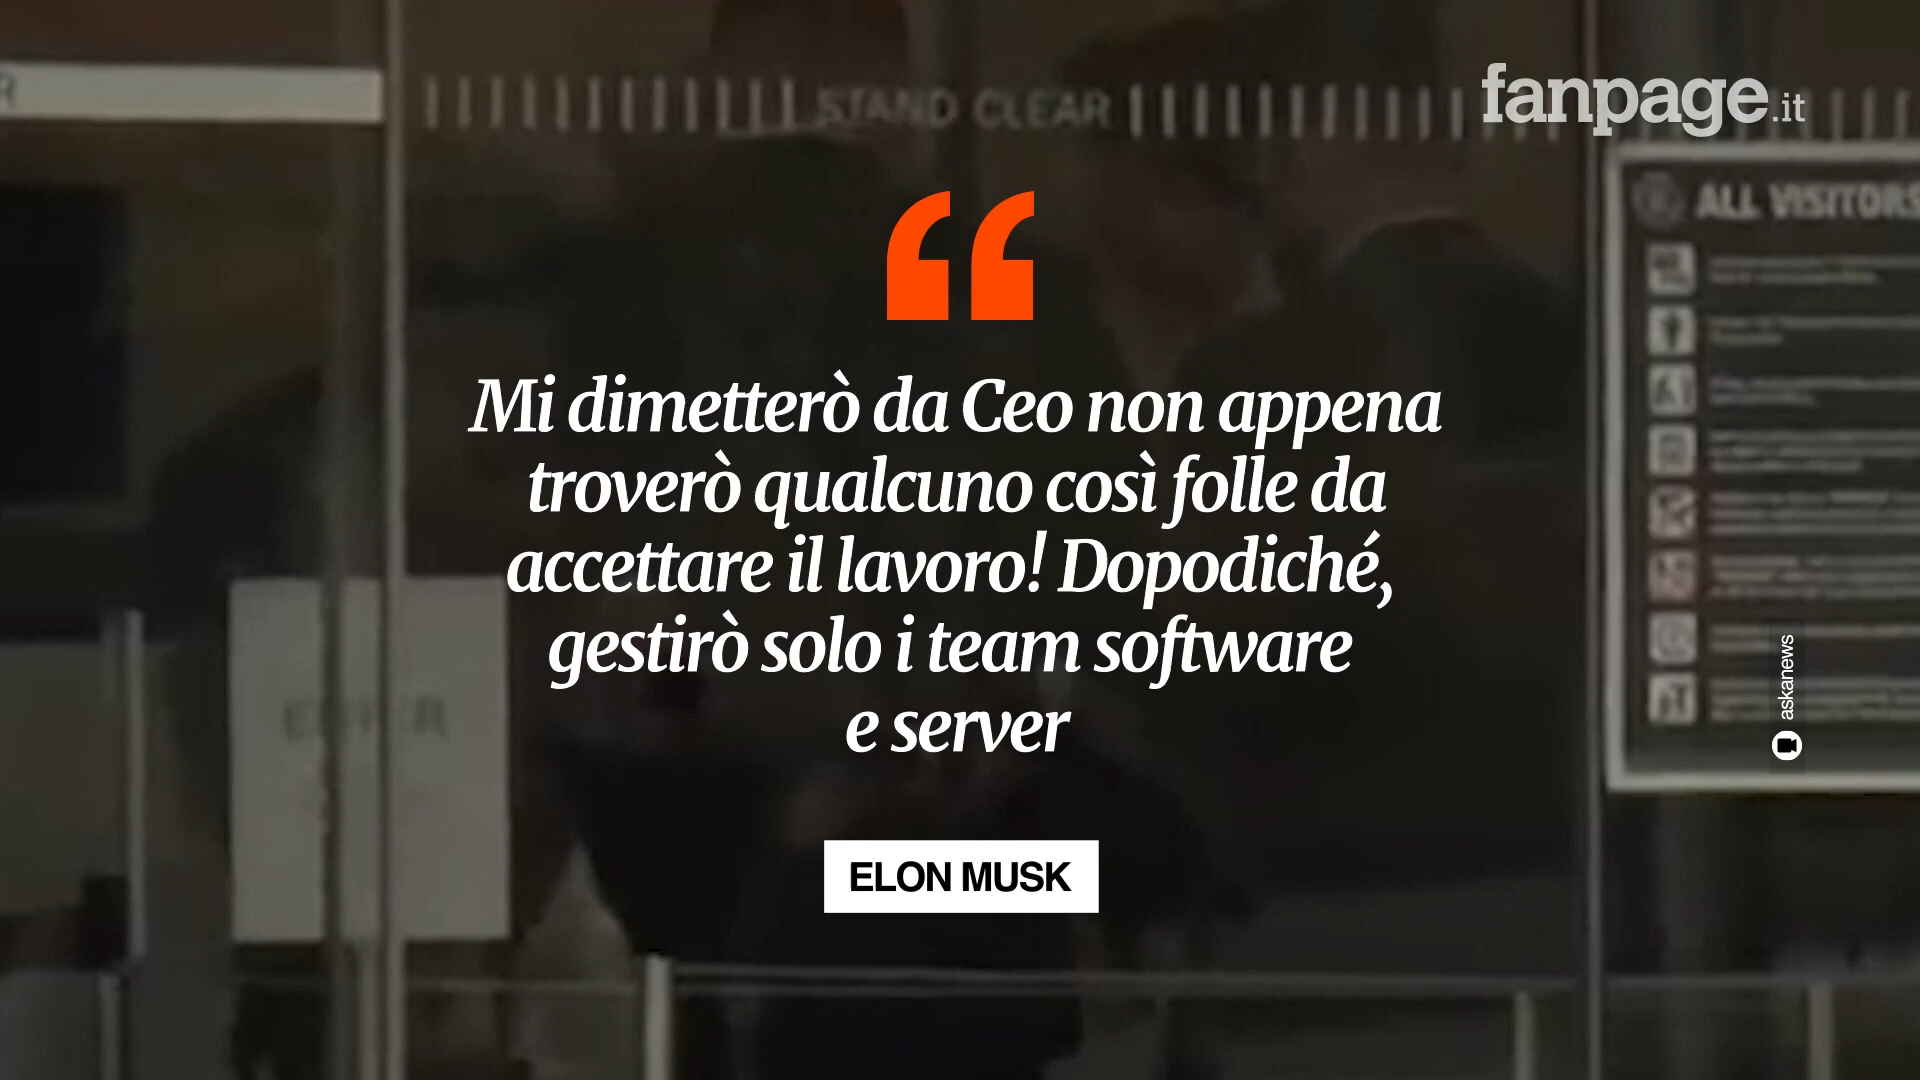 R
STAND CLEAR
fanpage.it
ALL VISITORS
Mi dimetterò da Ceo non appena
troverò qualcuno così folle da
accettare il lavoro! Dopodiché,
gestirò solo i team software
e server
askanews
ELON MUSK